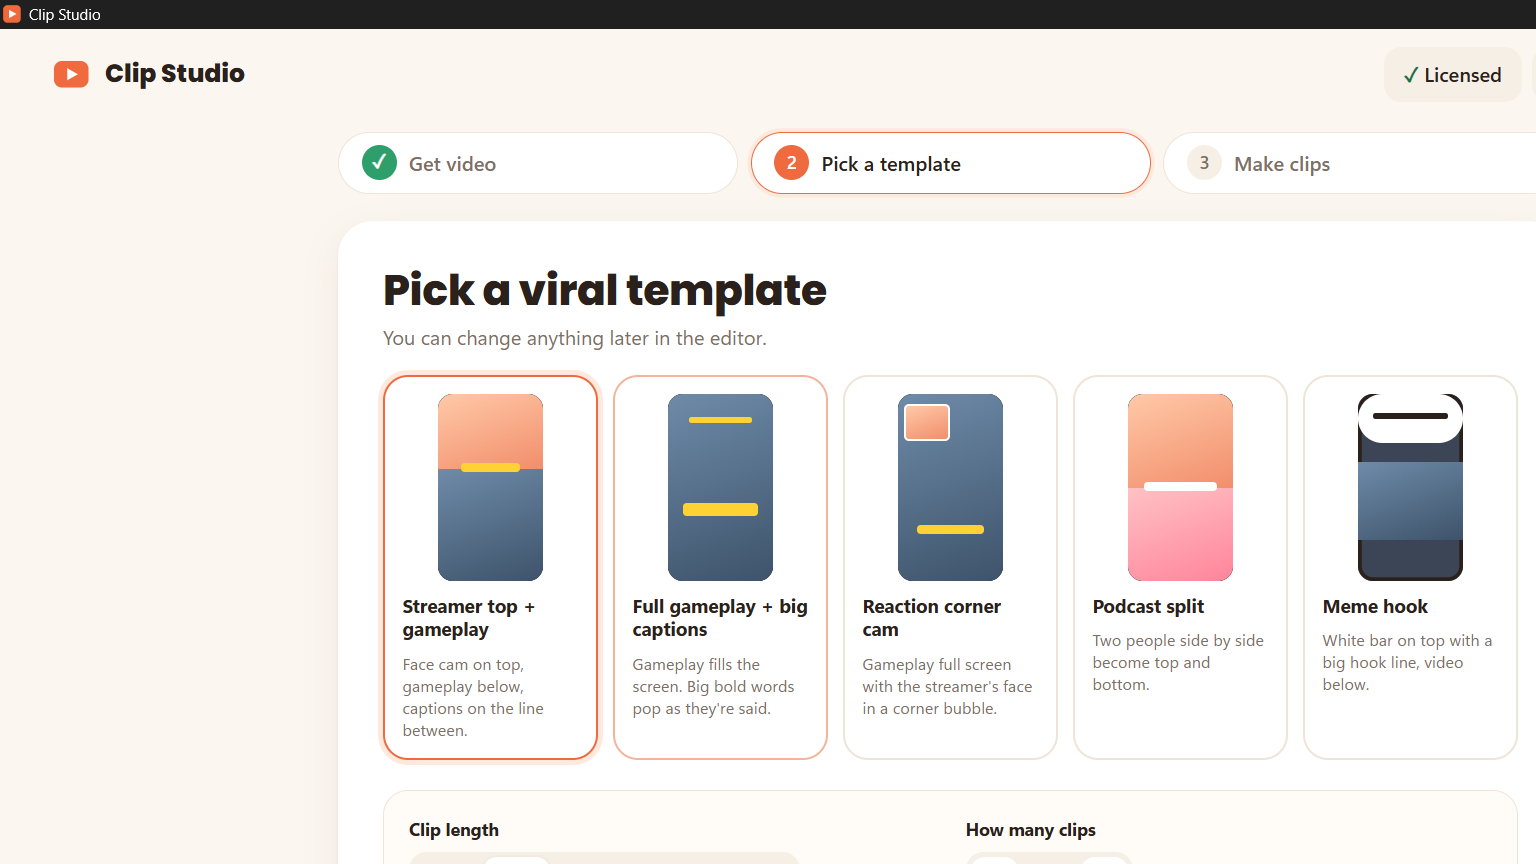 Clip Studio
Clip Studio
✓ Licensed
✓ Get video
2 Pick a template
3 Make clips
Pick a viral template
You can change anything later in the editor.
Streamer top +
gameplay
Face cam on top,
gameplay below,
captions on the line
between.
Full gameplay + big
captions
Gameplay fills the
screen. Big bold words
pop as they're said.
Reaction corner
cam
Gameplay full screen
with the streamer's face
in a corner bubble.
Podcast split
Two people side by side
become top and
bottom.
Meme hook
White bar on top with a
big hook line, video
below.
Clip length
How many clips